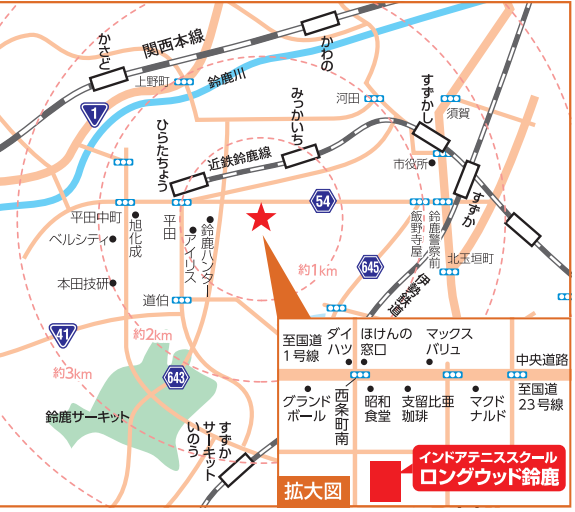 かさど
関西本線
かわの
上野町
鈴鹿川
1
河田
すずかし
須賀
みっかいち
ひらたちょう
近鉄鈴鹿線
市役所
54
すずか
平田中町
旭化成
平田
アイリス
鈴鹿ハンター
飯野寺屋
鈴鹿警察前
ベルシティ
北玉垣町
約1km
645
伊勢鉄道
本田技研
道伯
41
約2km
約3km
643
鈴鹿サーキット
すずか
サーキット
いのう
至国道
1号線
ダイ
ハツ
ほけんの
窓口
マックス
バリュ
中央道路
グランド
ボール
西条町南
昭和
食堂
支留比亜
珈琲
マクド
ナルド
至国道
23号線
拡大図
インドアテニススクール
ロングウッド鈴鹿